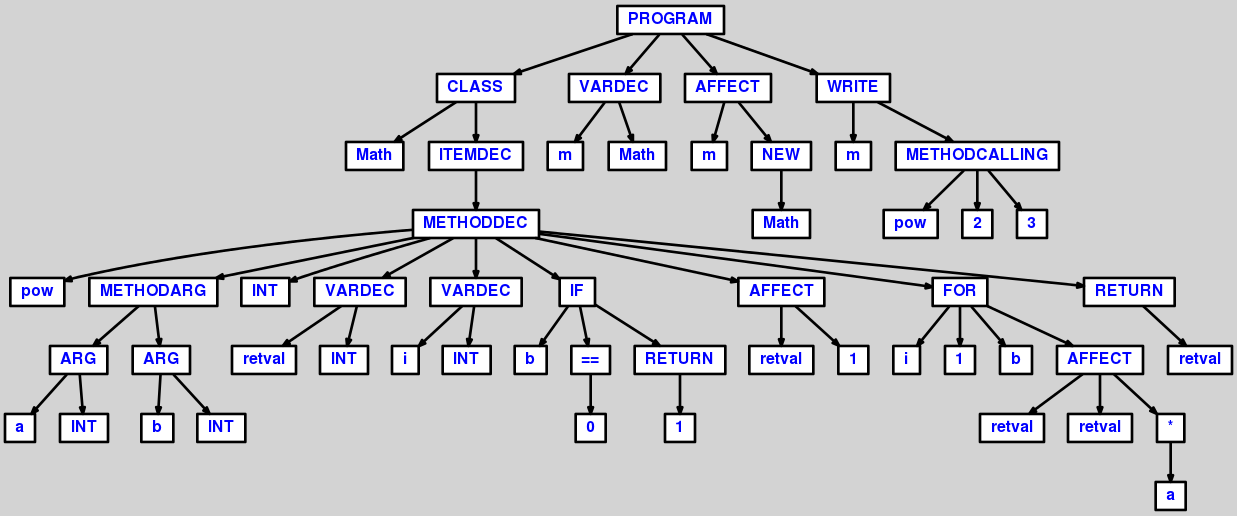 PROGRAM
CLASS VARDEC AFFECT WRITE
Math ITEMDEC m Math m NEW m METHODCALLING
METHODDEC Math pow 2 3
pow METHODARG INT VARDEC VARDEC IF AFFECT FOR RETURN
ARG ARG retval INT i INT b == RETURN retval 1 i 1 b AFFECT retval
a INT b INT 0 1 retval retval *
a